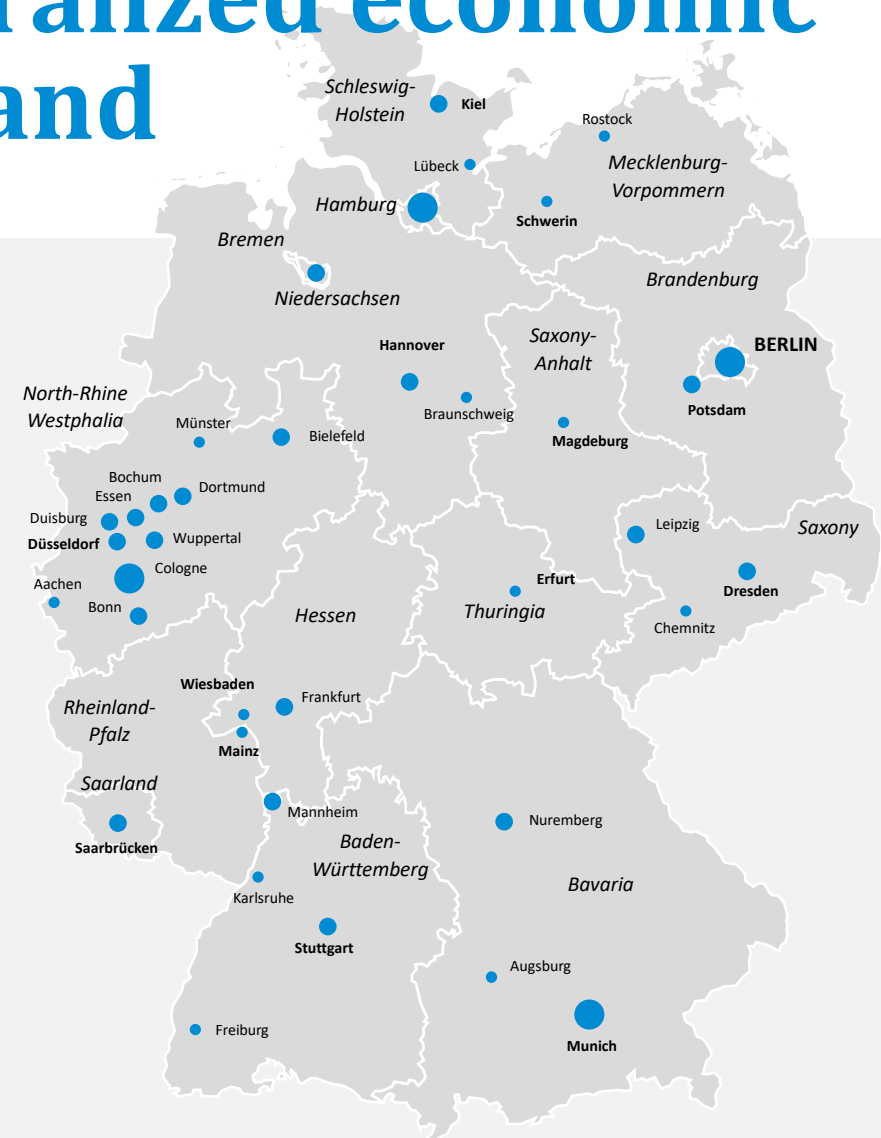 economic
and
Schleswig-
Holstein
Kiel
Rostock
Lübeck
Mecklenburg-
Vorpommern
Hamburg
Schwerin
Bremen
Niedersachsen
Brandenburg
Hannover
Saxony-
Anhalt
BERLIN
North-Rhine
Westphalia
Braunschweig
Potsdam
Münster
Bielefeld
Magdeburg
Bochum
Essen
Dortmund
Duisburg
Düsseldorf
Wuppertal
Leipzig
Saxony
Cologne
Aachen
Bonn
Erfurt
Dresden
Hessen
Thuringia
Chemnitz
Wiesbaden
Frankfurt
Rheinland-
Pfalz
Mainz
Saarland
Mannheim
Nuremberg
Saarbrücken
Baden-
Württemberg
Bavaria
Karlsruhe
Stuttgart
Augsburg
Freiburg
Munich